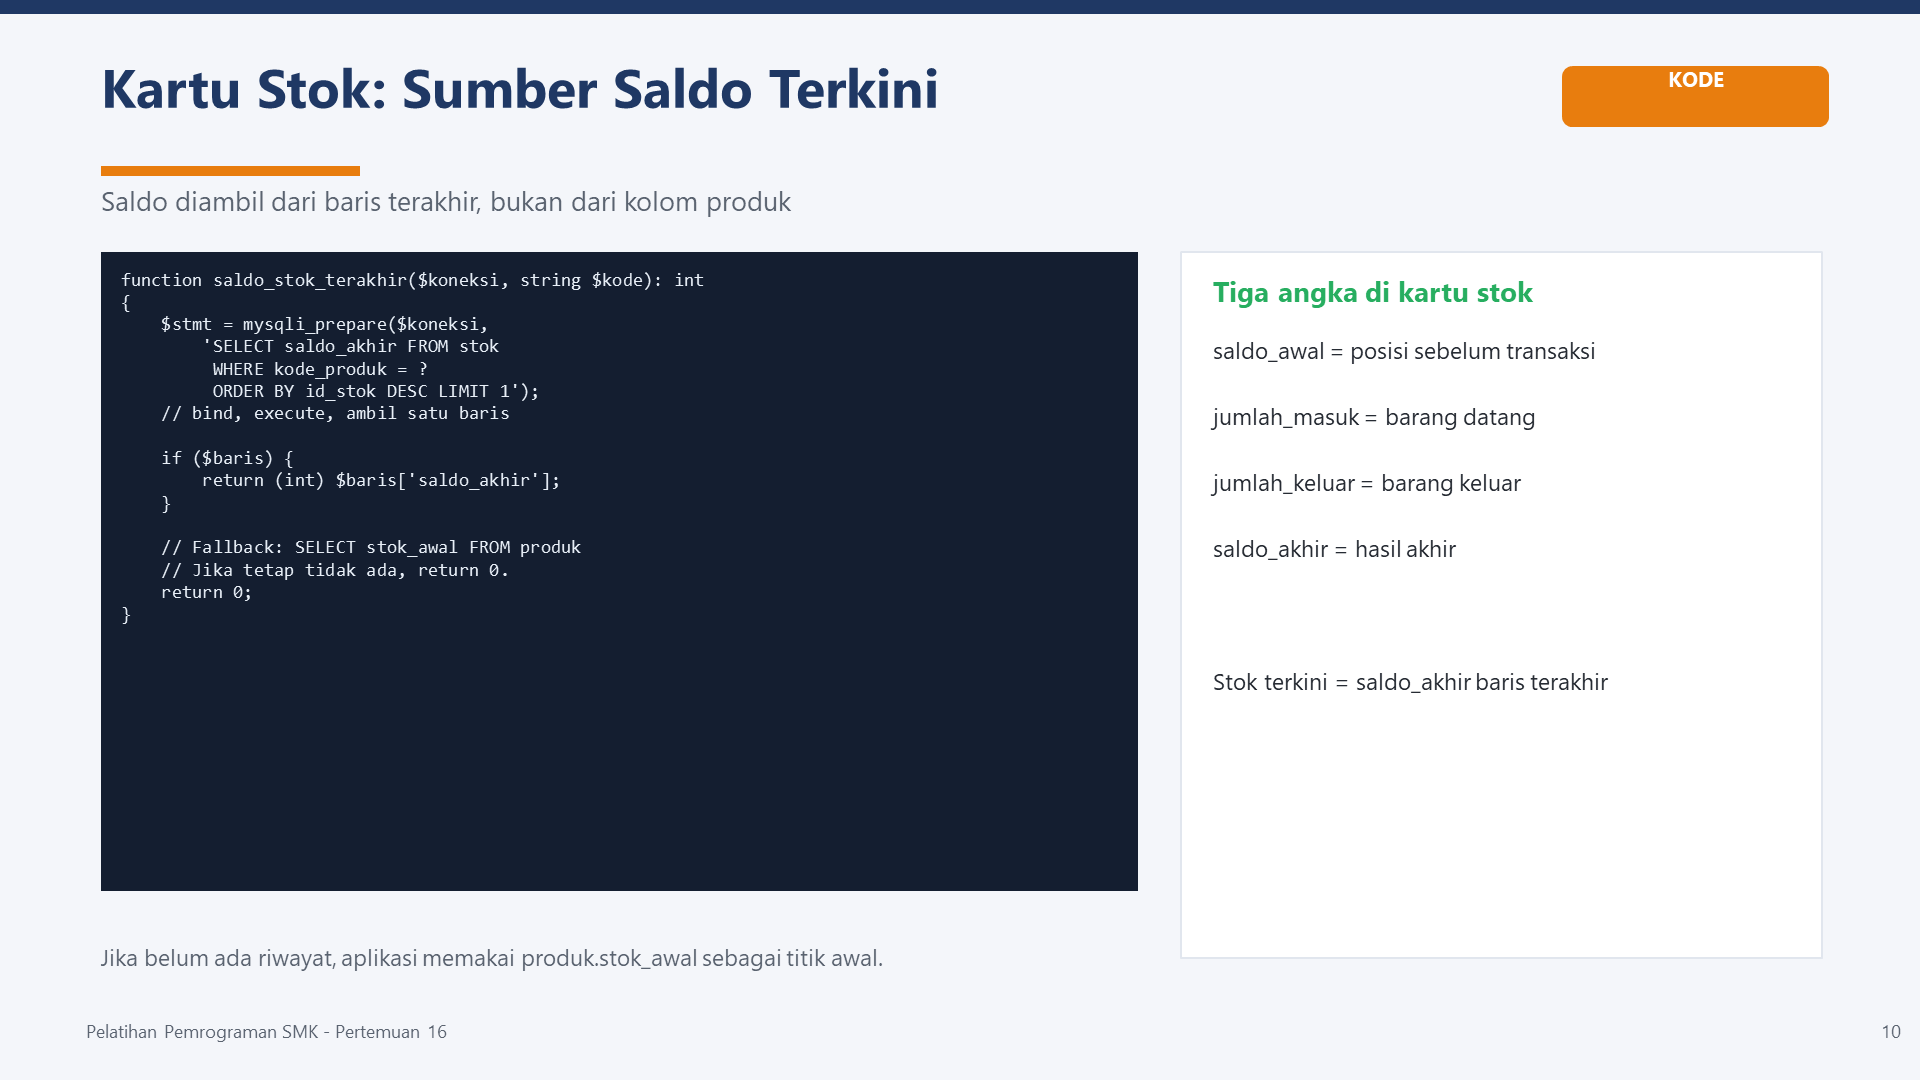 Kartu Stok: Sumber Saldo Terkini
KODE
Saldo diambil dari baris terakhir, bukan dari kolom produk
function saldo_stok_terakhir($koneksi, string $kode): int
{
    $stmt = mysqli_prepare($koneksi,
        'SELECT saldo_akhir FROM stok
         WHERE kode_produk = ?
         ORDER BY id_stok DESC LIMIT 1');
    // bind, execute, ambil satu baris
    if ($baris) {
        return (int) $baris['saldo_akhir'];
    }
    // Fallback: SELECT stok_awal FROM produk
    // Jika tetap tidak ada, return 0.
    return 0;
}
Tiga angka di kartu stok
saldo_awal = posisi sebelum transaksi
jumlah_masuk = barang datang
jumlah_keluar = barang keluar
saldo_akhir = hasil akhir
Stok terkini = saldo_akhir baris terakhir
Jika belum ada riwayat, aplikasi memakai produk.stok_awal sebagai titik awal.
Pelatihan Pemrograman SMK - Pertemuan 16
10